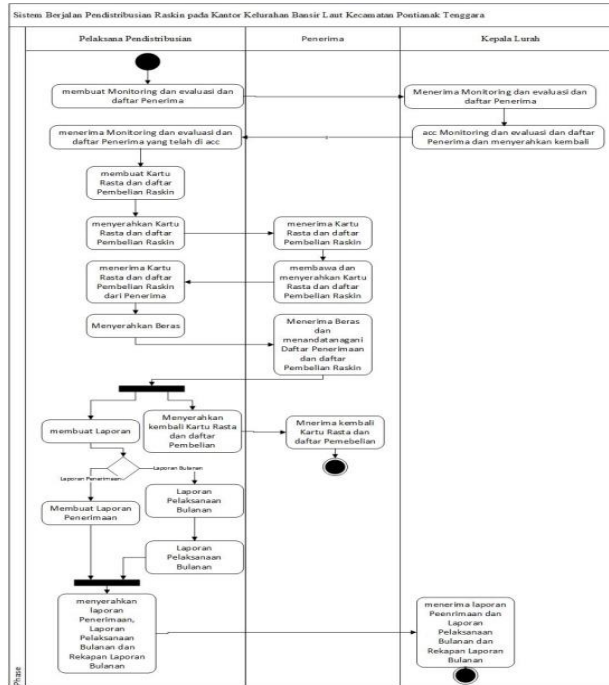 Sistem Berjalan Pendistribusian Raskin pada Kantor Kelurahan Bansir Laut Kecamatan Pontianak Tenggara
Pelaksana Pendistribusian
Penerima
Kepala Lurah
membuat Monitoring dan evaluasi dan
daftar Penerima
Menerima Monitoring dan evaluasi dan
daftar Penerima
menerima Monitoring dan evaluasi dan
daftar Penerima yang telah di acc
acc Monitoring dan evaluasi dan daftar
Penerima dan menyerahkan kembali
membuat Kartu
Rasta dan daftar
Pembelian Raskin
menyerahkan Kartu
Rasta dan daftar
Pembelian Raskin
menerima Kartu
Rasta dan daftar
Pembelian Raskin
menerima Kartu
Rasta dan daftar
Pembelian Raskin
dari Penerima
membawa dan
menyerahkan Kartu
Rasta dan daftar
Pembelian Raskin
Menyerahkan Beras
Menerima Beras
dan
menandatanagani
Daftar Penerimaan
dan daftar
Pembelian Raskin
membuat Laporan
Menyerahkan
kembali Kartu Rasta
dan daftar
Pembelian
Mnerima kembali
Kartu Rasta dan
daftar Pemebelian
Laporan Penerimaan
Laporan Bulanan
Membuat Laporan
Penerimaan
Laporan
Pelaksanaan
Bulanan
Laporan
Pelaksanaan
Bulanan
menyerahkan
laporan
Penerimaan,
Laporan
Pelaksanaan
Bulanan dan
Rekapan Laporan
Bulanan
menerima laporan
Peenrimaan dan
Laporan
Pelaksanaan
Bulanan dan
Rekapan Laporan
Bulanan
Phase